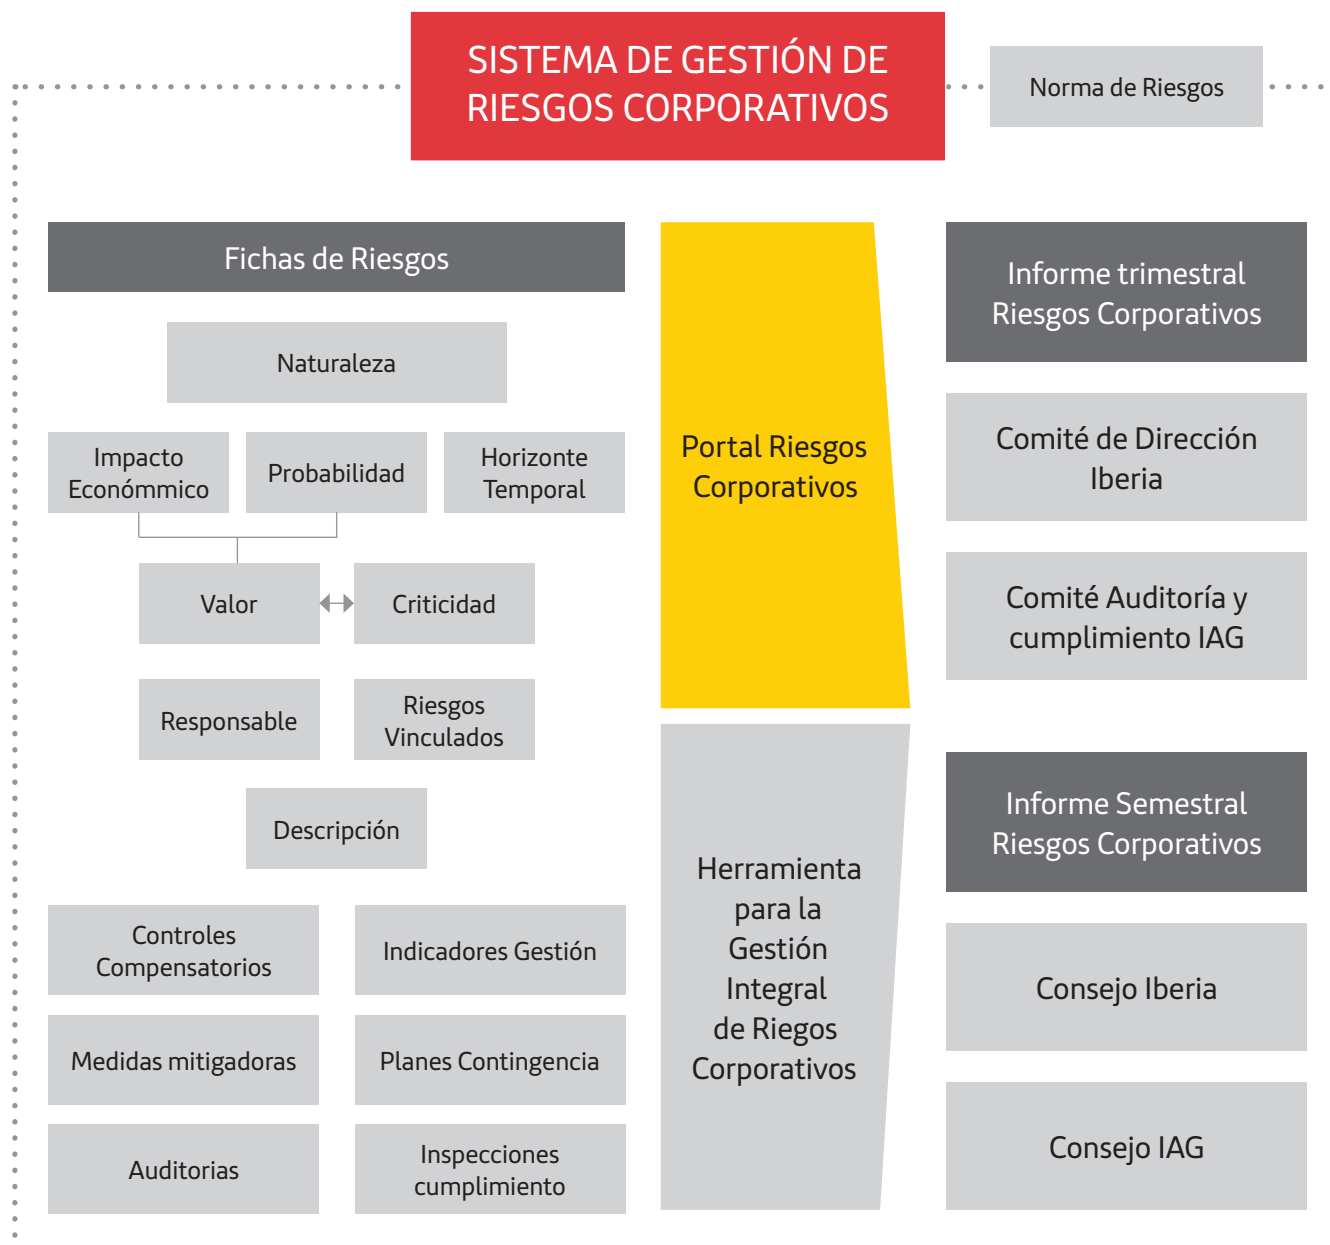 SISTEMA DE GESTIÓN DE
RIESGOS CORPORATIVOS
Norma de Riesgos
Fichas de Riesgos
Naturaleza
Impacto
Económmico
Probabilidad
Horizonte
Temporal
Valor
Criticidad
Responsable
Riesgos
Vinculados
Descripción
Controles
Compensatorios
Indicadores Gestión
Medidas mitigadoras
Planes Contingencia
Auditorias
Inspecciones
cumplimiento
Portal Riesgos
Corporativos
Herramienta
para la
Gestión
Integral
de Riegos
Corporativos
Informe trimestral
Riesgos Corporativos
Comité de Dirección
Iberia
Comité Auditoría y
cumplimiento IAG
Informe Semestral
Riesgos Corporativos
Consejo Iberia
Consejo IAG